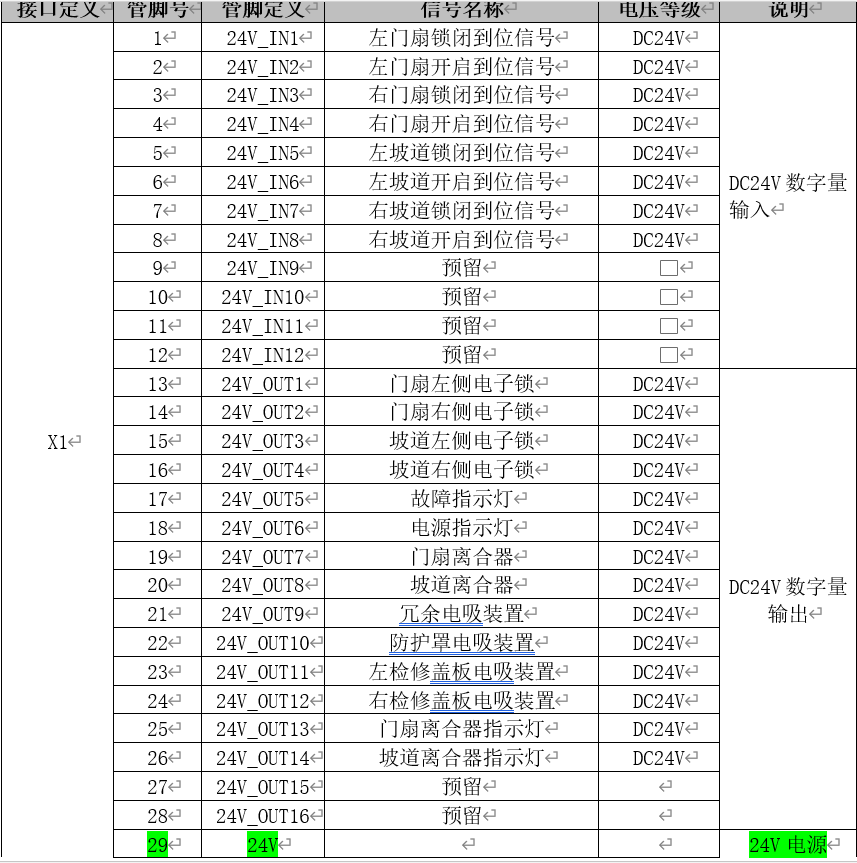 接口定义 管脚号 管脚定义 信号名称 电压等级 说明
1 24V_IN1 左门扇锁闭到位信号 DC24V
2 24V_IN2 左门扇开启到位信号 DC24V
3 24V_IN3 右门扇锁闭到位信号 DC24V
4 24V_IN4 右门扇开启到位信号 DC24V
5 24V_IN5 左坡道锁闭到位信号 DC24V
6 24V_IN6 左坡道开启到位信号 DC24V DC24V 数字量
7 24V_IN7 右坡道锁闭到位信号 DC24V 输入
8 24V_IN8 右坡道开启到位信号 DC24V
9 24V_IN9 预留
10 24V_IN10 预留
11 24V_IN11 预留
12 24V_IN12 预留
13 24V_OUT1 门扇左侧电子锁 DC24V
14 24V_OUT2 门扇右侧电子锁 DC24V
X1 15 24V_OUT3 坡道左侧电子锁 DC24V
16 24V_OUT4 坡道右侧电子锁 DC24V
17 24V_OUT5 故障指示灯 DC24V
18 24V_OUT6 电源指示灯 DC24V
19 24V_OUT7 门扇离合器 DC24V
20 24V_OUT8 坡道离合器 DC24V DC24V 数字量
21 24V_OUT9 冗余电吸装置 DC24V 输出
22 24V_OUT10 防护罩电吸装置 DC24V
23 24V_OUT11 左检修盖板电吸装置 DC24V
24 24V_OUT12 右检修盖板电吸装置 DC24V
25 24V_OUT13 门扇离合器指示灯 DC24V
26 24V_OUT14 坡道离合器指示灯 DC24V
27 24V_OUT15 预留
28 24V_OUT16 预留
29 24V 24V 电源